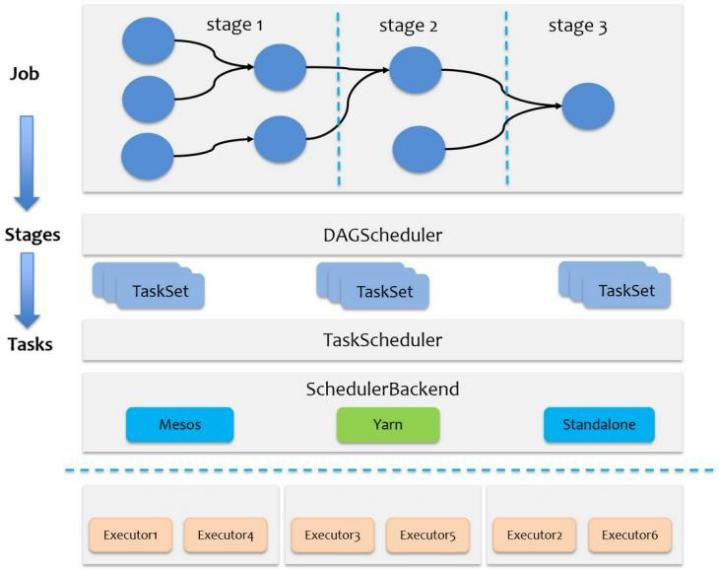 stage 1
stage 2
stage 3
Job
Stages
DAGScheduler
TaskSet
TaskSet
TaskSet
Tasks
TaskScheduler
SchedulerBackend
Mesos
Yarn
Standalone
Executor1
Executor4
Executor3
Executor5
Executor2
Executor6